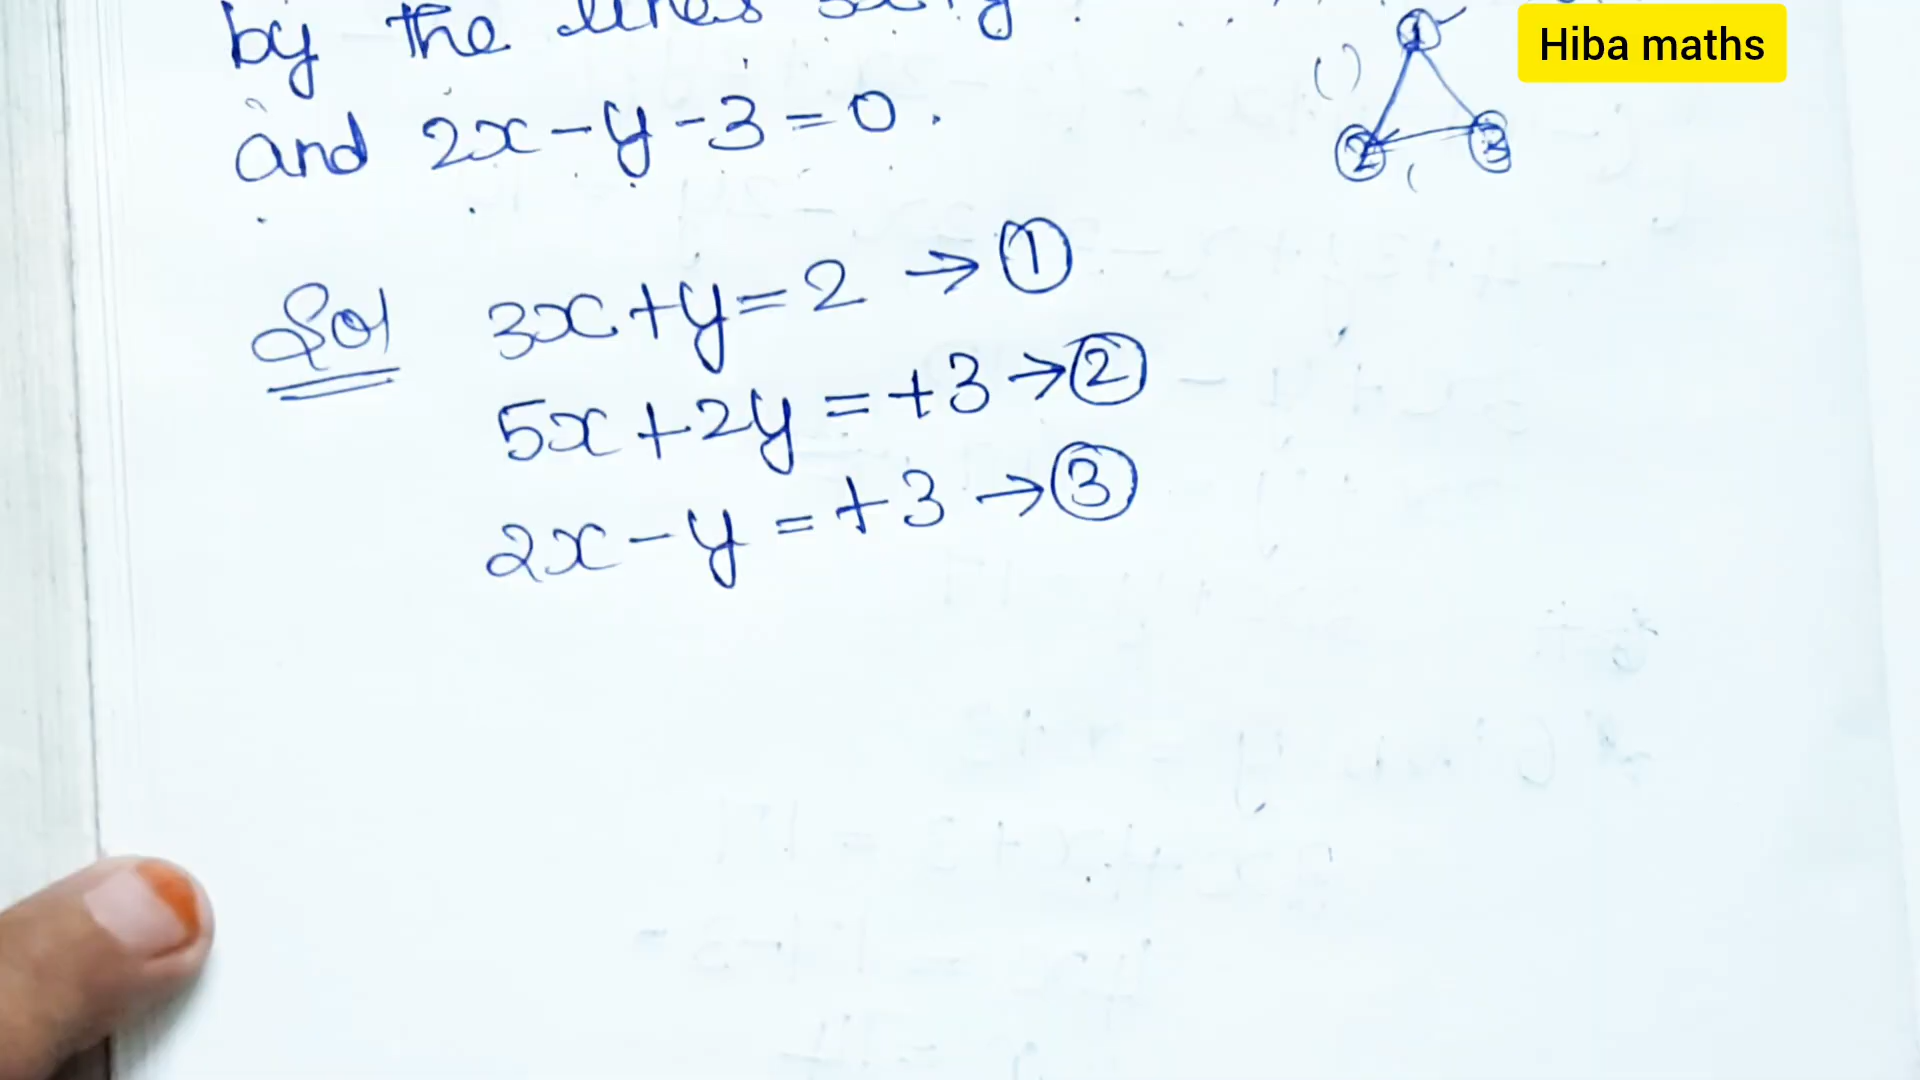 by the lines
Hiba maths
and 2x - y - 3 = 0.
1
2 3
Sol 3x + y = 2 → ①
5x + 2y = +3 → ②
2x - y = +3 → ③